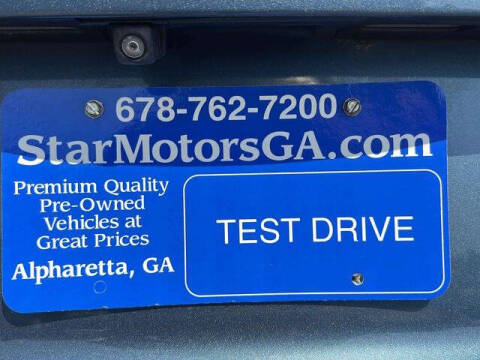 678-762-7200
StarMotorsGA.com
Premium Quality
Pre-Owned
Vehicles at
Great Prices
Alpharetta, GA
TEST DRIVE